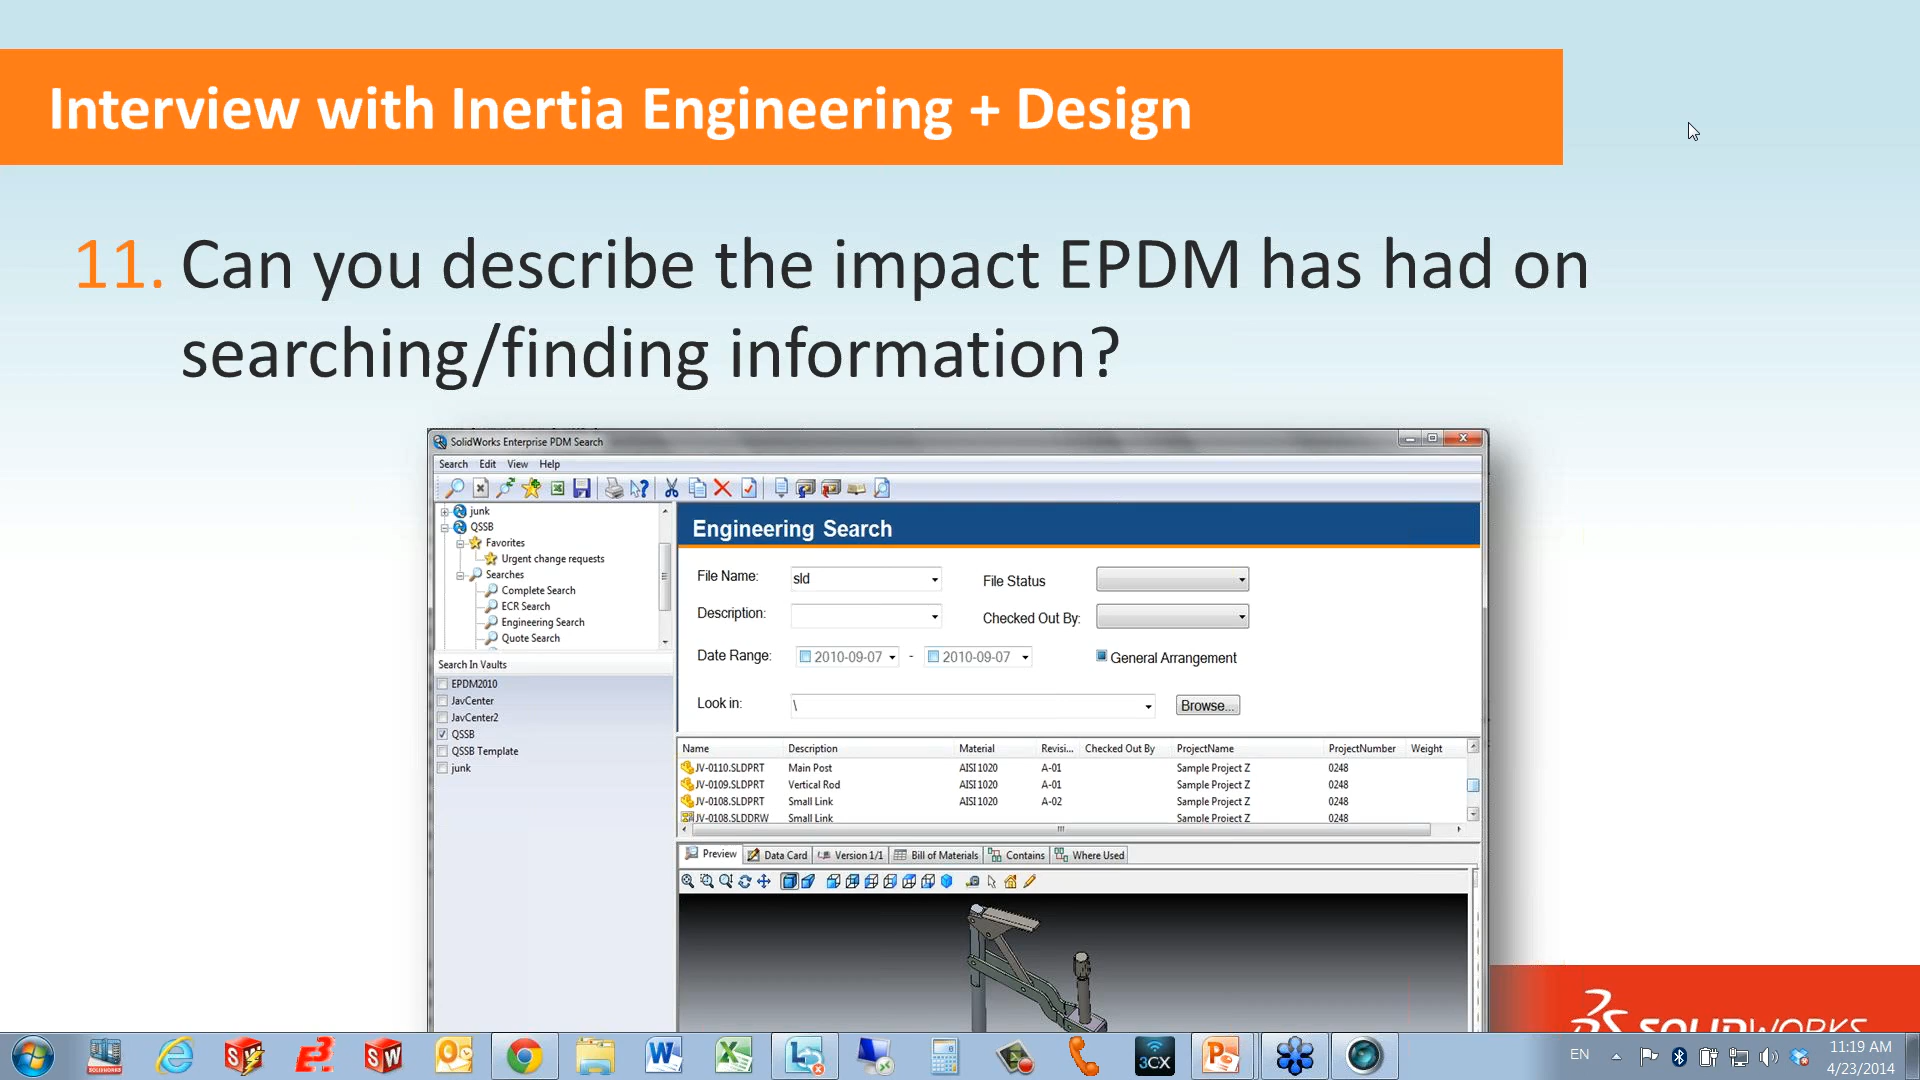 Interview with Inertia Engineering + Design
11. Can you describe the impact EPDM has had on
searching/finding information?
SolidWorks Enterprise PDM Search
Search Edit View Help
junk
QSSB
Favorites
Urgent change requests
Searches
Complete Search
ECR Search
Engineering Search
Quote Search
Search In Vaults
EPDM2010
JavCenter
JavCenter2
QSSB
QSSB Template
junk
Engineering Search
File Name: sld File Status
Description: Checked Out By:
Date Range: 2010-09-07 - 2010-09-07 General Arrangement
Look in: \ Browse...
Name Description Material Revisi... Checked Out By ProjectName ProjectNumber Weight
JV-0110.SLDPRT Main Post AISI 1020 A-01 Sample Project Z 0248
JV-0109.SLDPRT Vertical Rod AISI 1020 A-01 Sample Project Z 0248
JV-0108.SLDPRT Small Link AISI 1020 A-02 Sample Project Z 0248
JV-0108.SLDDRW Small Link Sample Project Z 0248
Preview Data Card Version 1/1 Bill of Materials Contains Where Used
SOLIDWORKS
3CX
EN
11:19 AM
4/23/2014